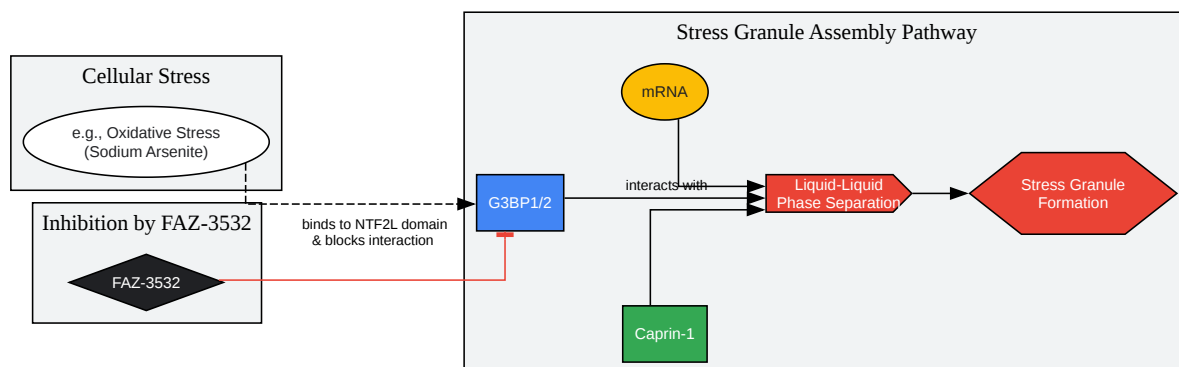 Stress Granule Assembly Pathway
Cellular Stress
mRNA
e.g., Oxidative Stress
(Sodium Arsenite)
interacts with
Liquid-Liquid
Phase Separation
Stress Granule
Formation
G3BP1/2
Inhibition by FAZ-3532
binds to NTF2L domain
& blocks interaction
FAZ-3532
Caprin-1